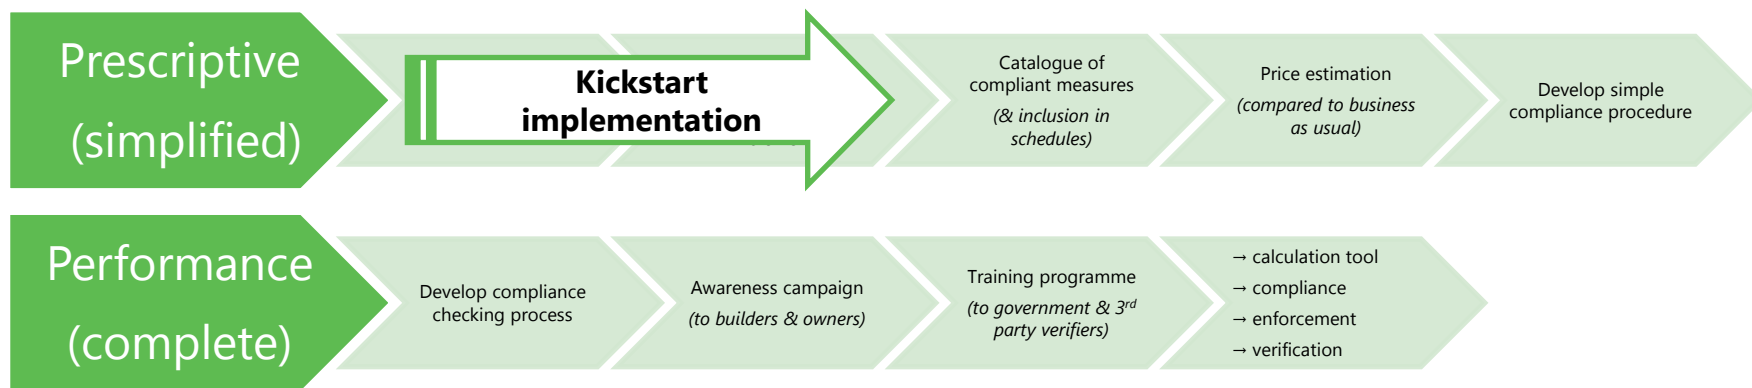 Prescriptive
(simplified)
Kickstart
implementation
Catalogue of
compliant measures
(& inclusion in
schedules)
Price estimation
(compared to business
as usual)
Develop simple
compliance procedure
Performance
(complete)
Develop compliance
checking process
Awareness campaign
(to builders & owners)
Training programme
(to government & 3rd
party verifiers)
→ calculation tool
→ compliance
→ enforcement
→ verification